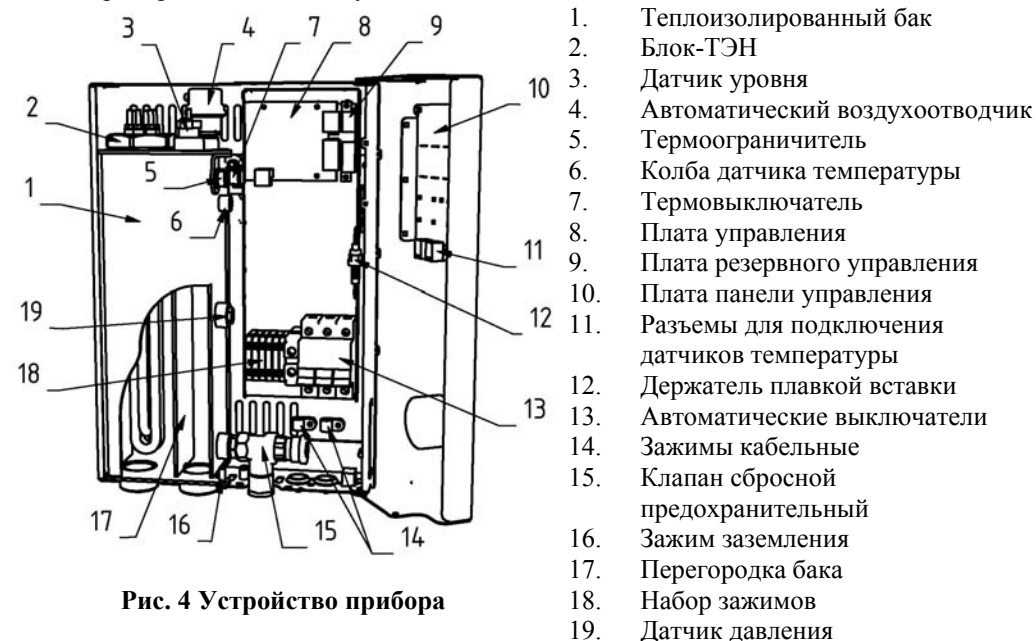 3
4
7
8
9
10
2
5
1
6
11
19
12
18
13
17
16
15
14
Рис. 4 Устройство прибора
1. Теплоизолированный бак
2. Блок-ТЭН
3. Датчик уровня
4. Автоматический воздухоотводчик
5. Термоограничитель
6. Колба датчика температуры
7. Термовыключатель
8. Плата управления
9. Плата резервного управления
10. Плата панели управления
11. Разъемы для подключения
датчиков температуры
12. Держатель плавкой вставки
13. Автоматические выключатели
14. Зажимы кабельные
15. Клапан сбросной
предохранительный
16. Зажим заземления
17. Перегородка бака
18. Набор зажимов
19. Датчик давления